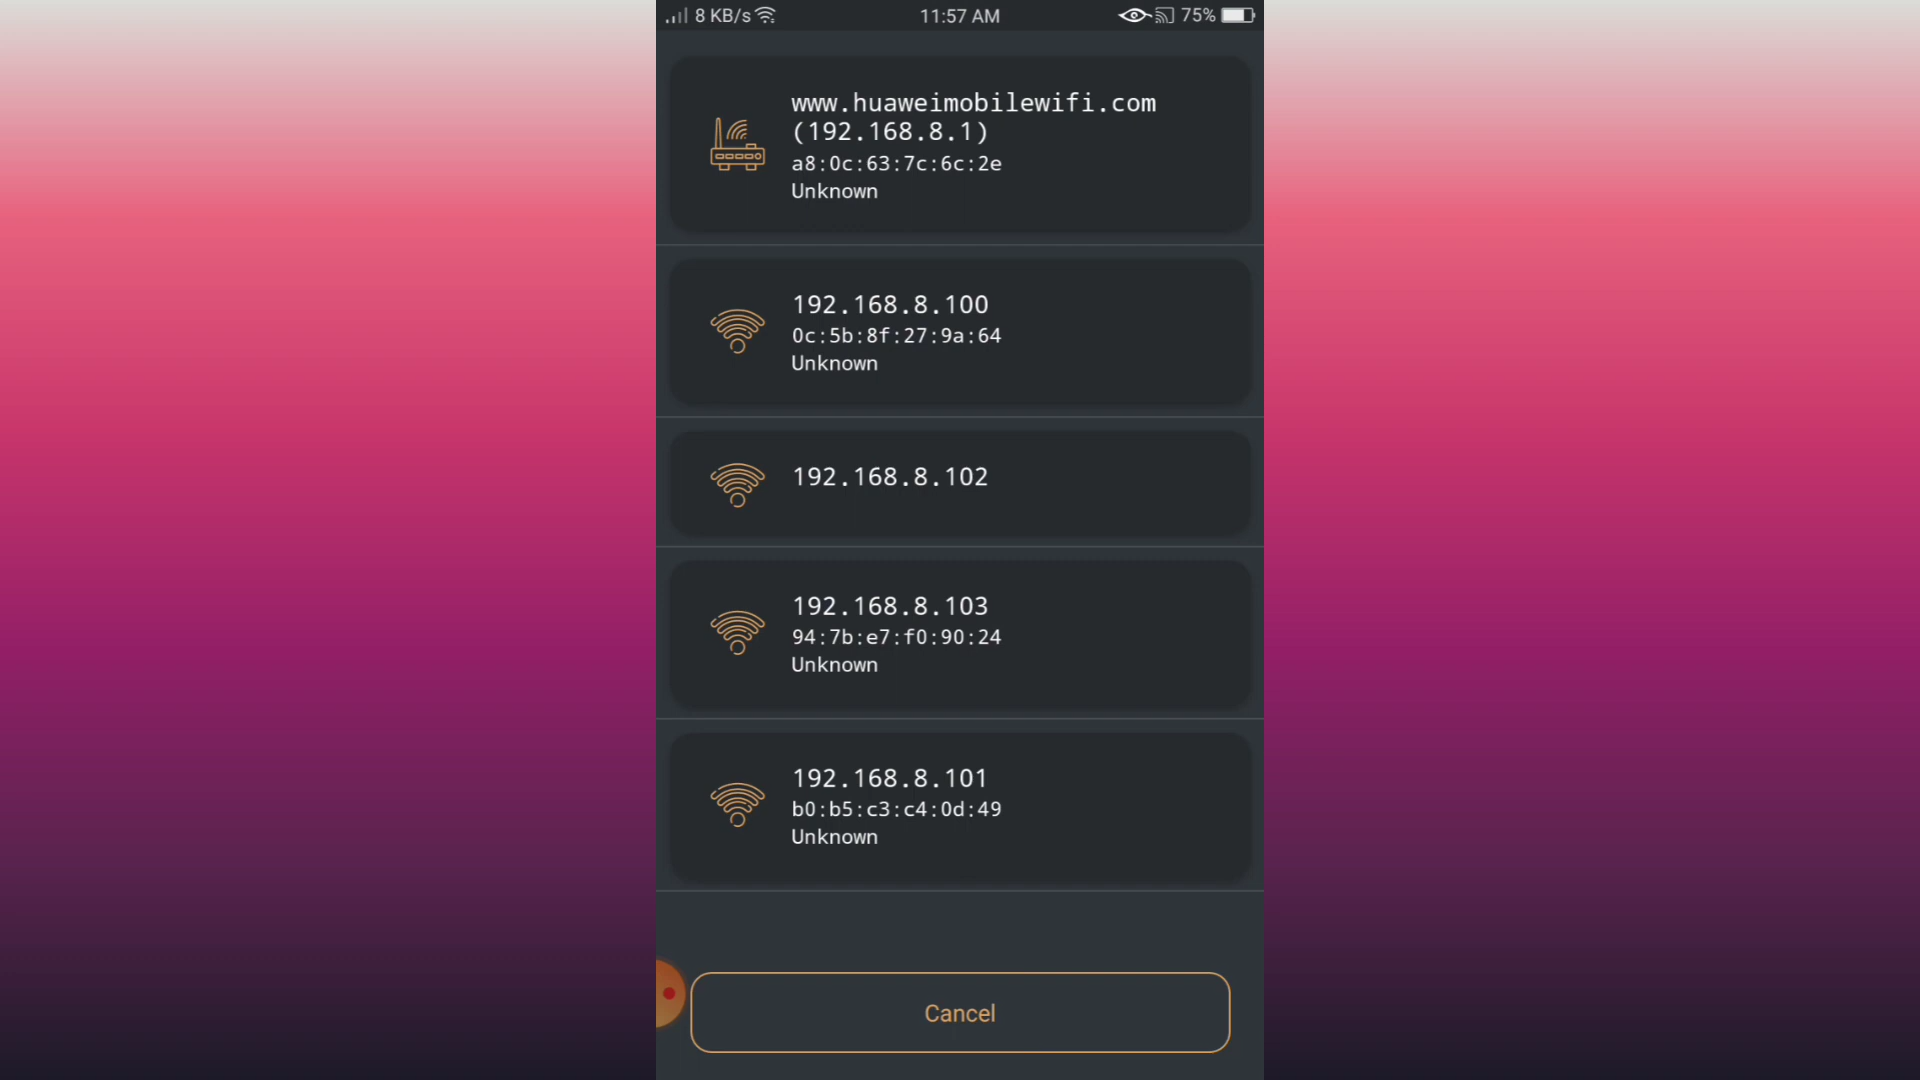 8 KB/s
11:57 AM
75%
www.huaweimobilewifi.com
(192.168.8.1)
a8:0c:63:7c:6c:2e
Unknown
192.168.8.100
0c:5b:8f:27:9a:64
Unknown
192.168.8.102
192.168.8.103
94:7b:e7:f0:90:24
Unknown
192.168.8.101
b0:b5:c3:c4:0d:49
Unknown
Cancel